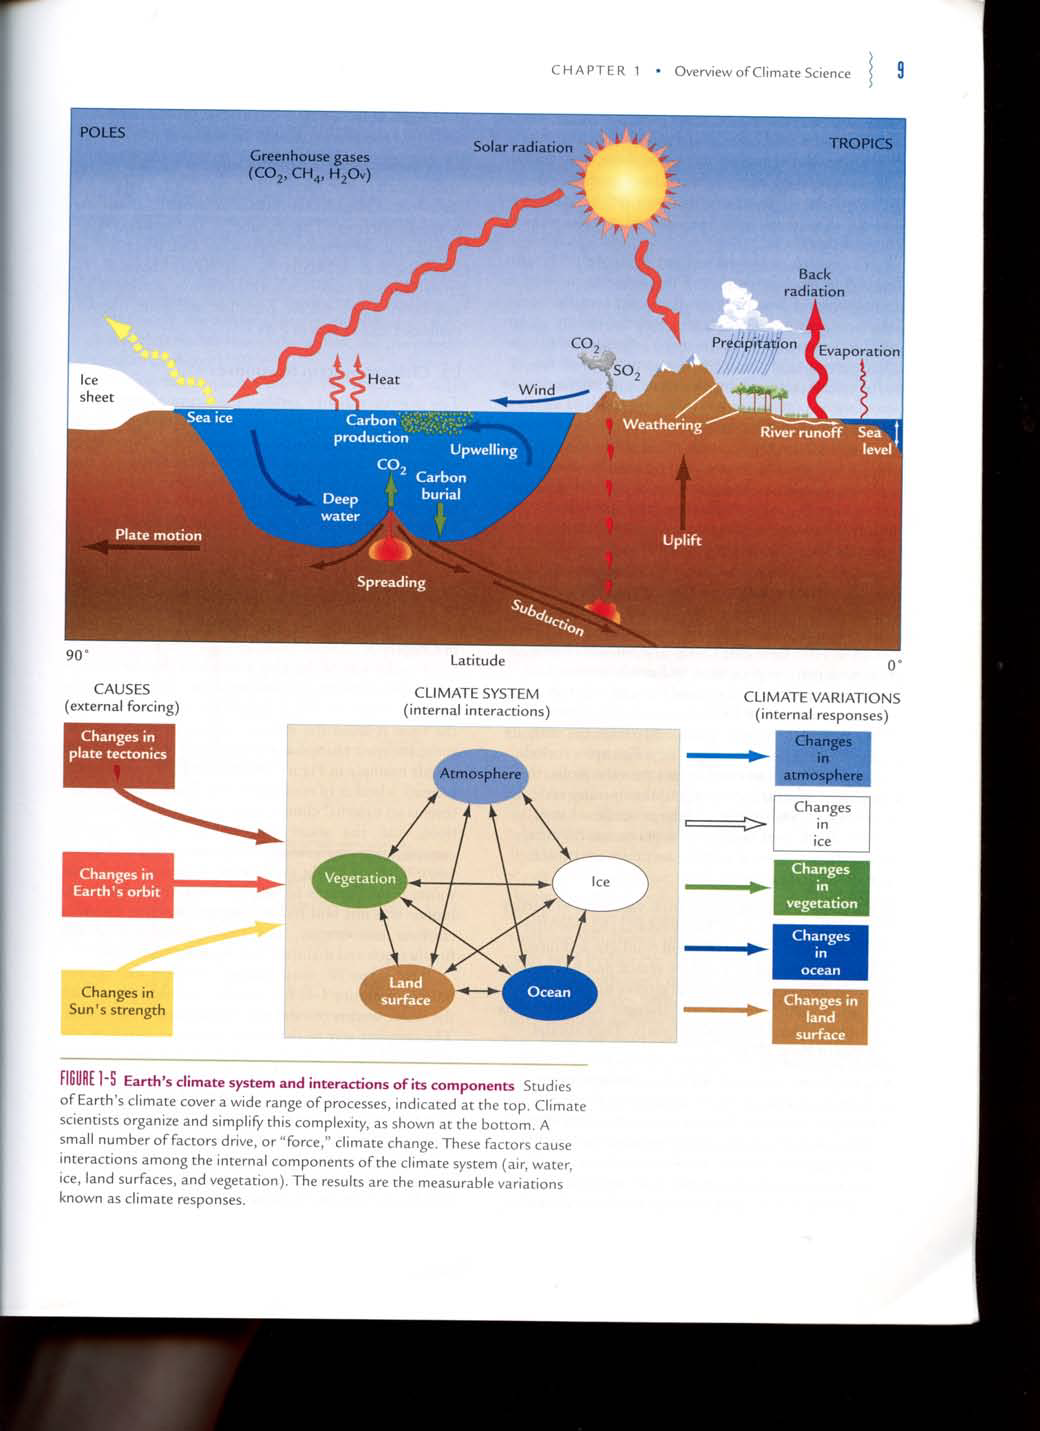 CHAPTER 1 • Overview of Climate Science 9
POLES
TROPICS
Greenhouse gases
(CO2, CH4, H2Ov)
Solar radiation
Back
radiation
CO2
SO2
Precipitation
Evaporation
Ice
sheet
Sea ice
Heat
Wind
Carbon
production
Upwelling
Weathering
River runoff
Sea
level
CO2
Carbon
burial
Deep
water
Plate motion
Spreading
Subduction
Uplift
90°
Latitude
0°
CAUSES
(external forcing)
CLIMATE SYSTEM
(internal interactions)
CLIMATE VARIATIONS
(internal responses)
Changes in
plate tectonics
Changes in
Earth's orbit
Changes in
Sun's strength
Atmosphere
Vegetation
Ice
Land
surface
Ocean
Changes
in
atmosphere
Changes
in
ice
Changes
in
vegetation
Changes
in
ocean
Changes in
land
surface
FIGURE 1-5 Earth's climate system and interactions of its components Studies
of Earth's climate cover a wide range of processes, indicated at the top. Climate
scientists organize and simplify this complexity, as shown at the bottom. A
small number of factors drive, or "force," climate change. These factors cause
interactions among the internal components of the climate system (air, water,
ice, land surfaces, and vegetation). The results are the measurable variations
known as climate responses.